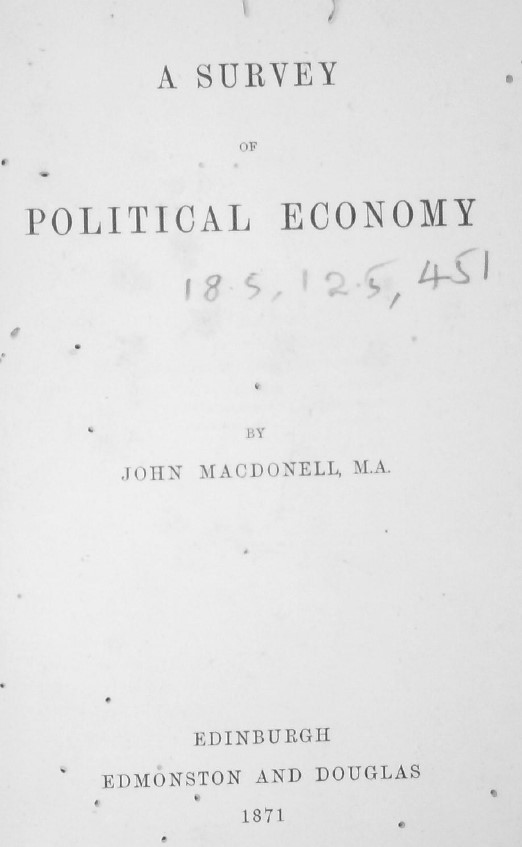 A SURVEY
OF
POLITICAL ECONOMY
18.5, 12.5, 451
BY
JOHN MACDONELL, M.A.
EDINBURGH
EDMONSTON AND DOUGLAS
1871